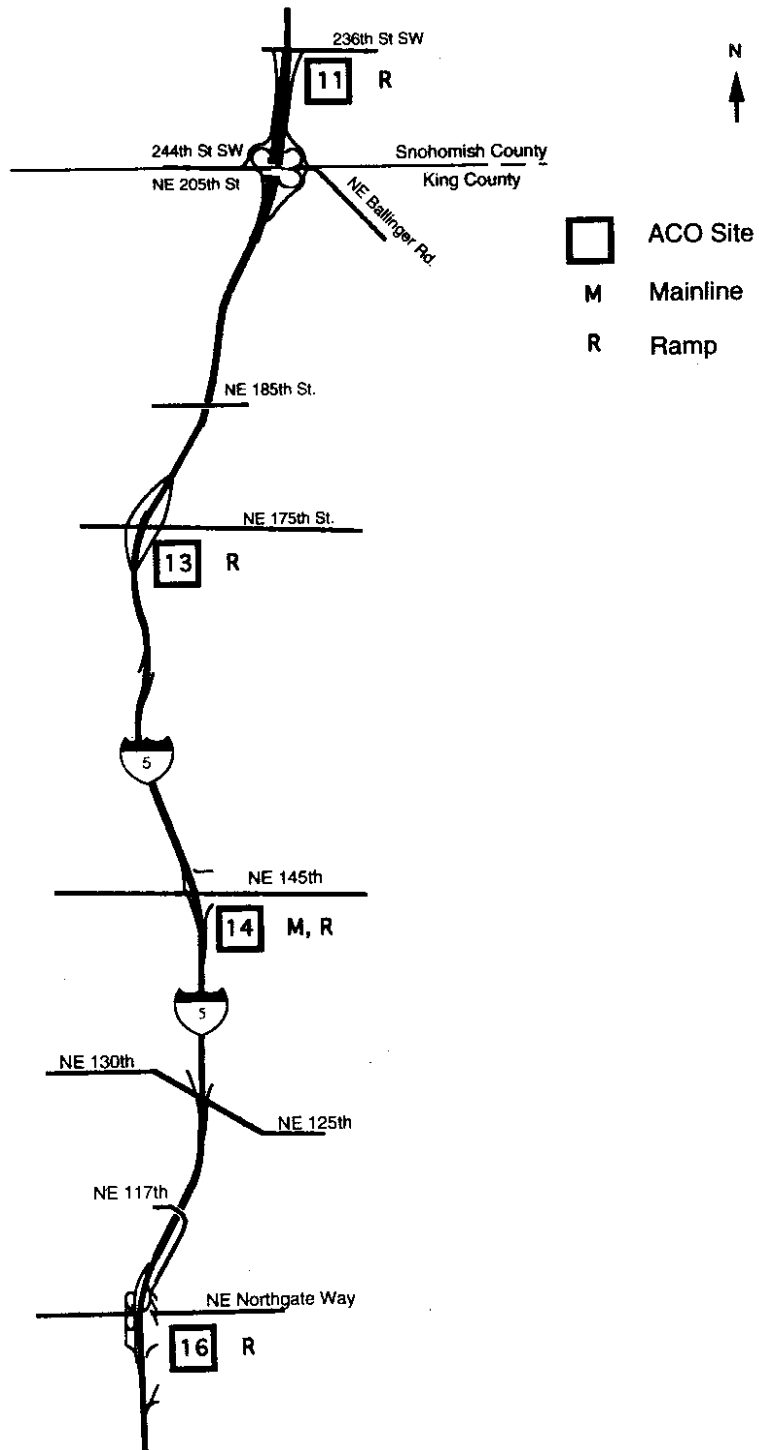 236th St SW
N
11 R
244th St SW
Snohomish County
NE 205th St
King County
NE Ballinger Rd.
ACO Site
M Mainline
R Ramp
NE 185th St.
NE 175th St.
13 R
5
NE 145th
14 M, R
5
NE 130th
NE 125th
NE 117th
NE Northgate Way
16 R